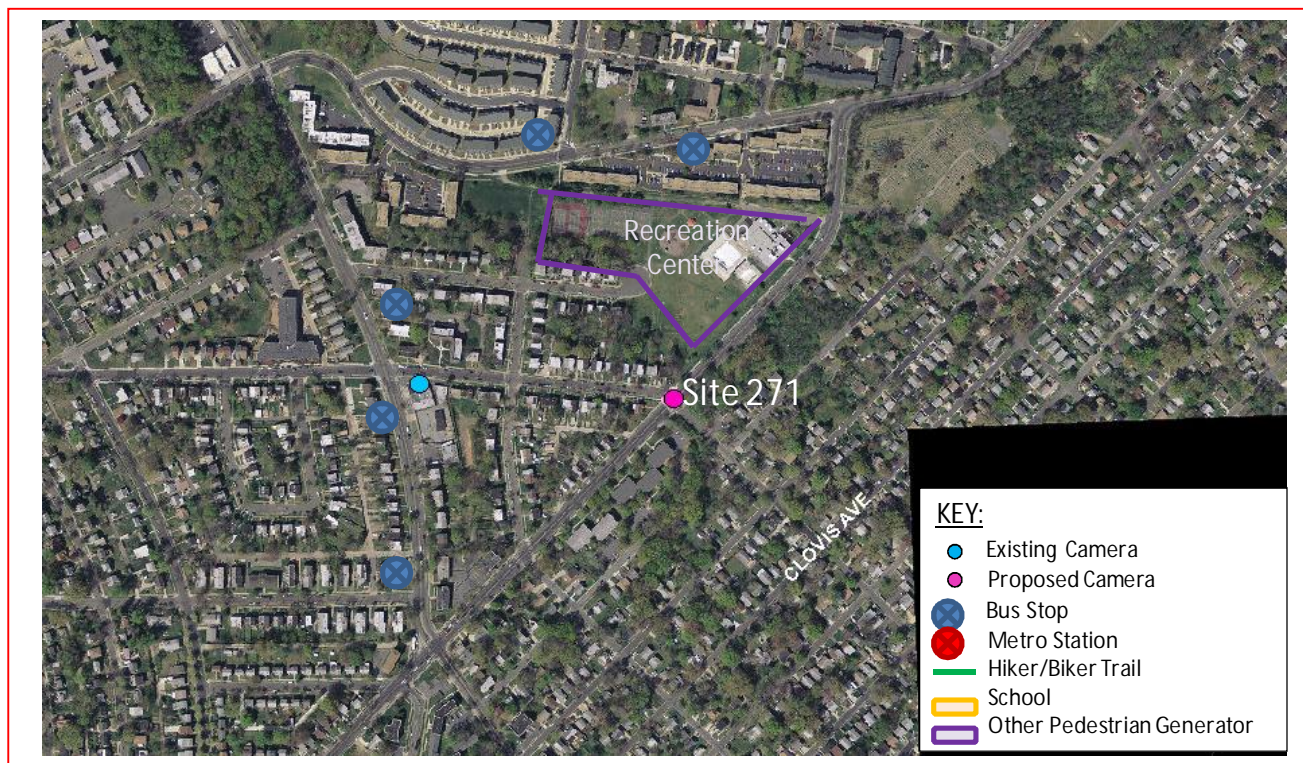 Recreation
Center
Site 271
CLOVIS AVE
KEY:
Existing Camera
Proposed Camera
Bus Stop
Metro Station
Hiker/Biker Trail
School
Other Pedestrian Generator